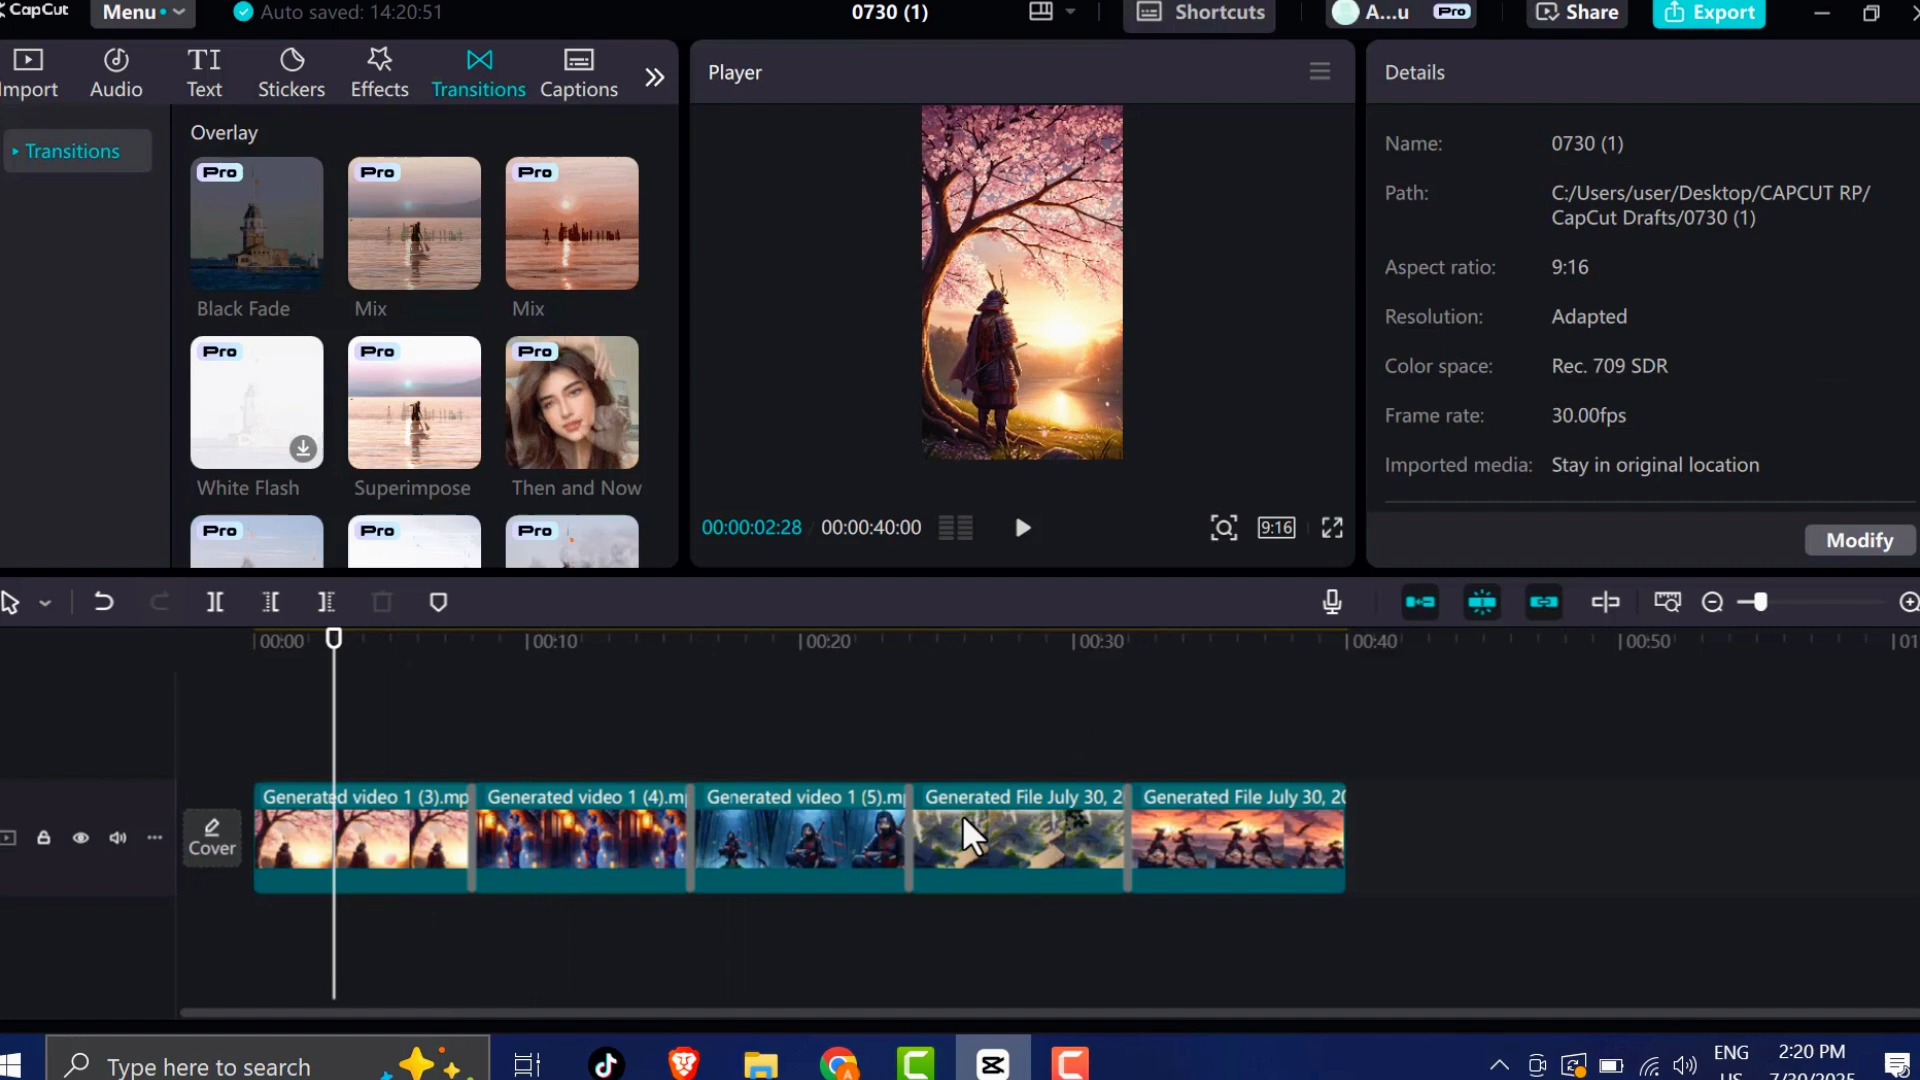 CapCut
Menu
Auto saved: 14:20:51
0730 (1)
Shortcuts
A...u
Pro
Share
Export
Import
Audio
TI
Text
Stickers
Effects
Transitions
Captions
Player
Details
Transitions
Overlay
Pro
Pro
Pro
Black Fade
Mix
Mix
Pro
Pro
Pro
White Flash
Superimpose
Then and Now
Pro
Pro
Pro
00:00:02:28
00:00:40:00
9:16
Name:
0730 (1)
Path:
C:/Users/user/Desktop/CAPCUT RP/
CapCut Drafts/0730 (1)
Aspect ratio:
9:16
Resolution:
Adapted
Color space:
Rec. 709 SDR
Frame rate:
30.00fps
Imported media:
Stay in original location
Modify
00:00
00:10
00:20
00:30
00:40
00:50
01
Cover
Generated video 1 (3).mp
Generated video 1 (4).m
Generated video 1 (5).m
Generated File July 30, 2
Generated File July 30, 20
Type here to search
ENG
US
2:20 PM
7/30/2025